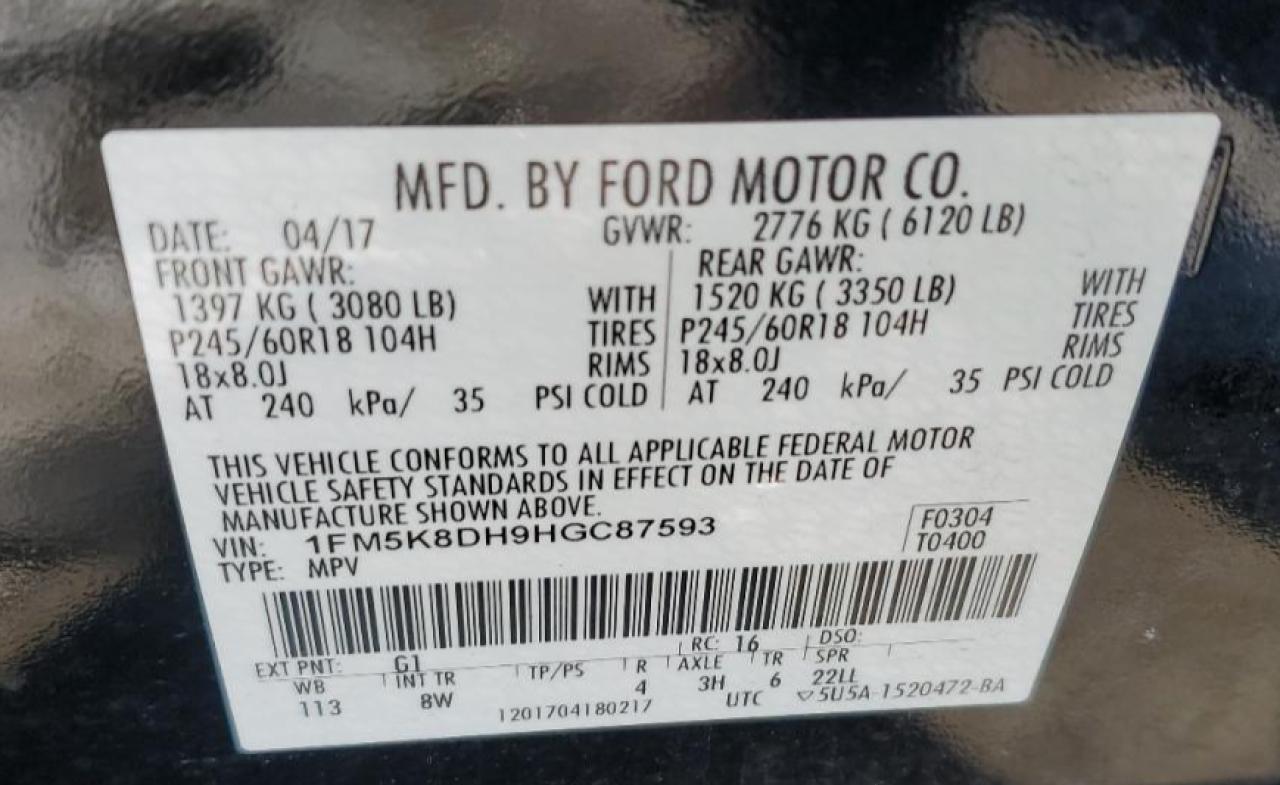 MFD. BY FORD MOTOR CO.
DATE: 04/17 GVWR: 2776 KG ( 6120 LB)
FRONT GAWR: REAR GAWR:
1397 KG ( 3080 LB) WITH 1520 KG ( 3350 LB) WITH
P245/60R18 104H TIRES P245/60R18 104H TIRES
18x8.0J RIMS 18x8.0J RIMS
AT 240 kPa/ 35 PSI COLD AT 240 kPa/ 35 PSI COLD
THIS VEHICLE CONFORMS TO ALL APPLICABLE FEDERAL MOTOR
VEHICLE SAFETY STANDARDS IN EFFECT ON THE DATE OF
MANUFACTURE SHOWN ABOVE.
VIN: 1FM5K8DH9HGC87593 F0304
TYPE: MPV T0400
EXT PNT: G1 RC: 16 DSO:
WB INT TR TP/PS R AXLE TR SPR
113 8W 4 3H 6 22LL
1201704180217 UTC ▽5U5A-1520472-BA